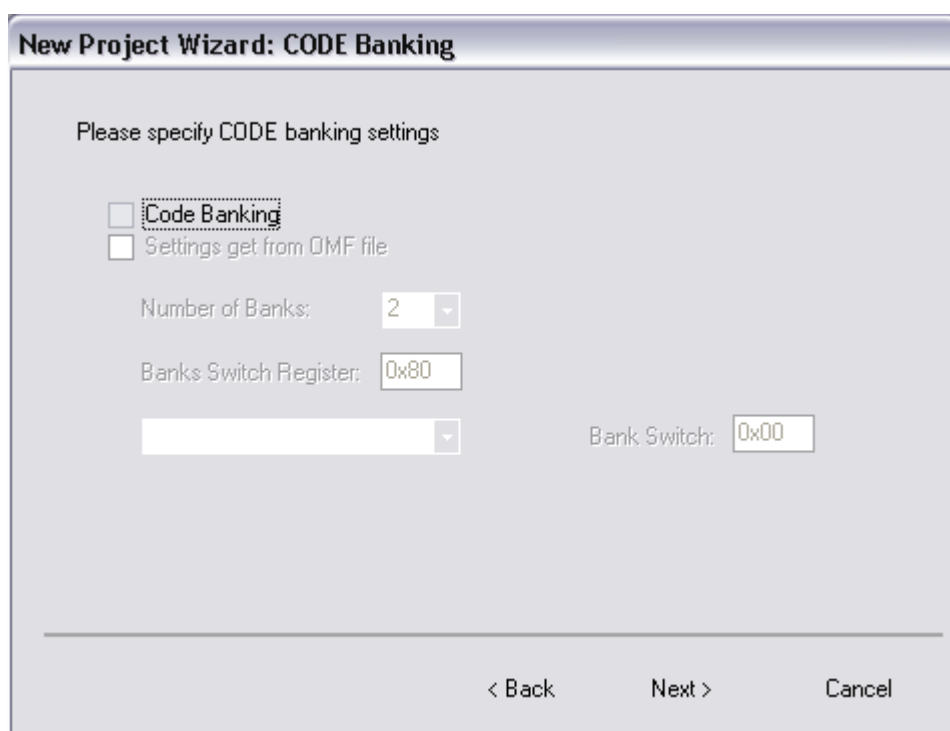 New Project Wizard: CODE Banking
Please specify CODE banking settings
Code Banking
Settings get from OMF file
Number of Banks: 2
Banks Switch Register: 0x80
Bank Switch: 0x00
< Back Next > Cancel